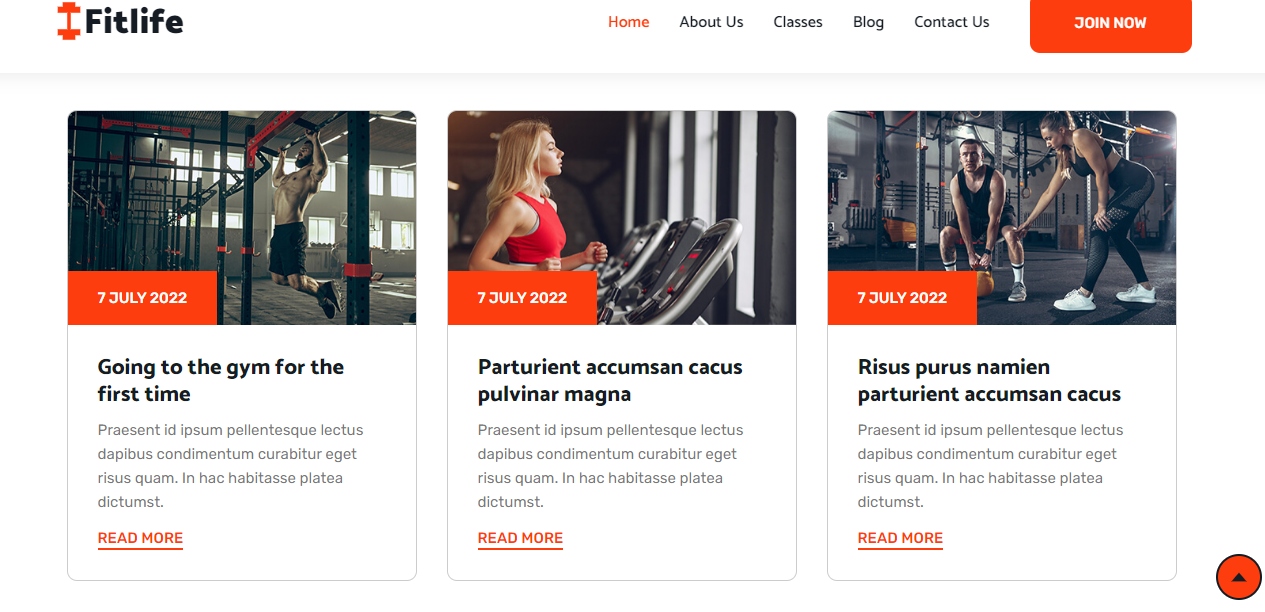 Fitlife
Home About Us Classes Blog Contact Us JOIN NOW
7 JULY 2022
Going to the gym for the
first time
Praesent id ipsum pellentesque lectus
dapibus condimentum curabitur eget
risus quam. In hac habitasse platea
dictumst.
READ MORE
7 JULY 2022
Parturient accumsan cacus
pulvinar magna
Praesent id ipsum pellentesque lectus
dapibus condimentum curabitur eget
risus quam. In hac habitasse platea
dictumst.
READ MORE
7 JULY 2022
Risus purus namien
parturient accumsan cacus
Praesent id ipsum pellentesque lectus
dapibus condimentum curabitur eget
risus quam. In hac habitasse platea
dictumst.
READ MORE